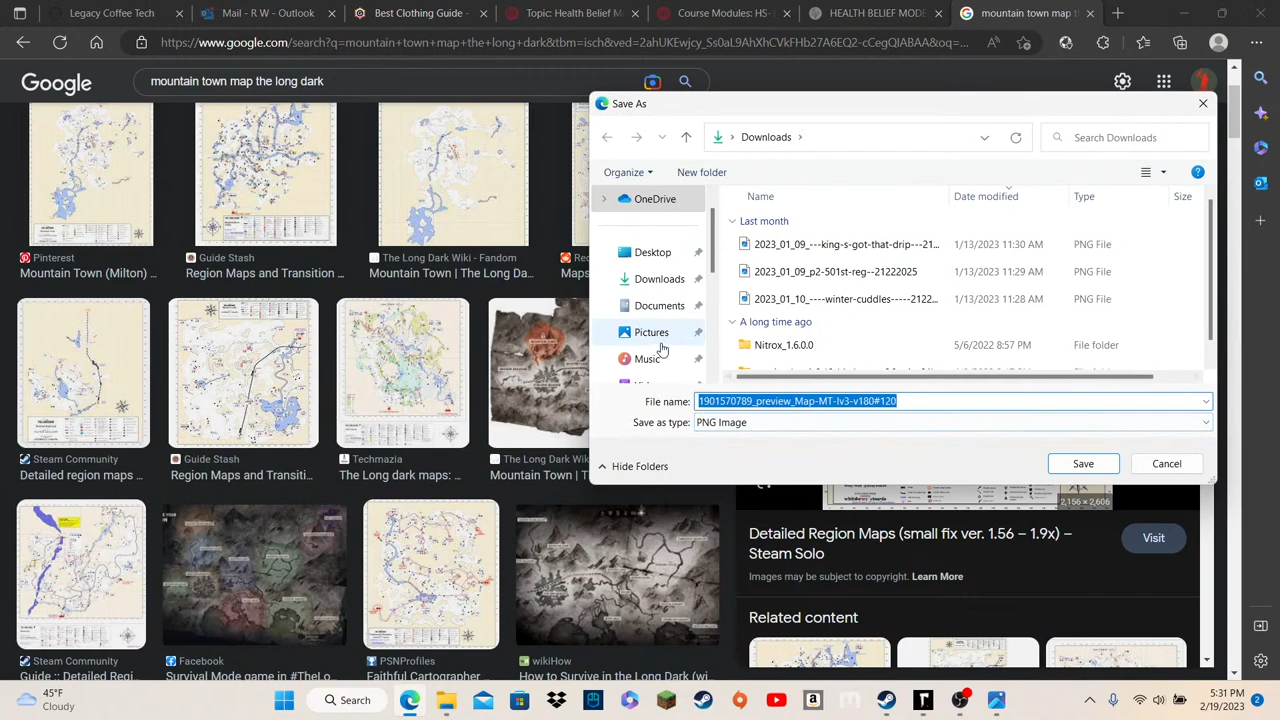 Legacy Coffee Tech
Mail - R W - Outlook
Best Clothing Guide -
Topic: Health Belief M
Course Modules: HS-
HEALTH BELIEF MODE
mountain town map th
https://www.google.com/search?q=mountain+town+map+the+long+dark&tbm=isch&ved=2ahUKEwjcy_Ss0aL9AhXhCVkFHb27A6EQ2-cCegQIABAA&oq=...
Google
mountain town map the long dark
Save As
Downloads
Search Downloads
Organize
New folder
OneDrive
Name
Date modified
Type
Size
Last month
2023_01_09_---king-s-got-that-drip---21...
1/13/2023 11:30 AM
PNG File
Desktop
2023_01_09_p2-501st-reg--21222025
1/13/2023 11:29 AM
PNG File
Downloads
2023_01_10_----winter-cuddles-----2122...
1/13/2023 11:28 AM
PNG File
Documents
A long time ago
Pictures
Nitrox_1.6.0.0
5/6/2022 8:57 PM
File folder
Music
File name:
1901570789_preview_Map-MT-lv3-v180#120
Save as type:
PNG Image
Hide Folders
Save
Cancel
Pinterest
Mountain Town (Milton) ...
Guide Stash
Region Maps and Transition ...
The Long Dark Wiki - Fandom
Mountain Town | The Long Da...
Red
Maps
Steam Community
Detailed region maps ...
Guide Stash
Region Maps and Transiti...
Techmazia
The Long dark maps: ...
The Long Dark Wik
Mountain Town | T
2,156 × 2,606
Detailed Region Maps (small fix ver. 1.56 – 1.9x) –
Steam Solo
Visit
Images may be subject to copyright. Learn More
Related content
Steam Community
Guide :: Detailed Regi...
Facebook
Survival Mode game in #TheLo...
PSNProfiles
Faithful Cartographer ...
wikiHow
How to Survive in the Long Dark (wi...
45°F
Cloudy
Search
5:31 PM
2/19/2023
2